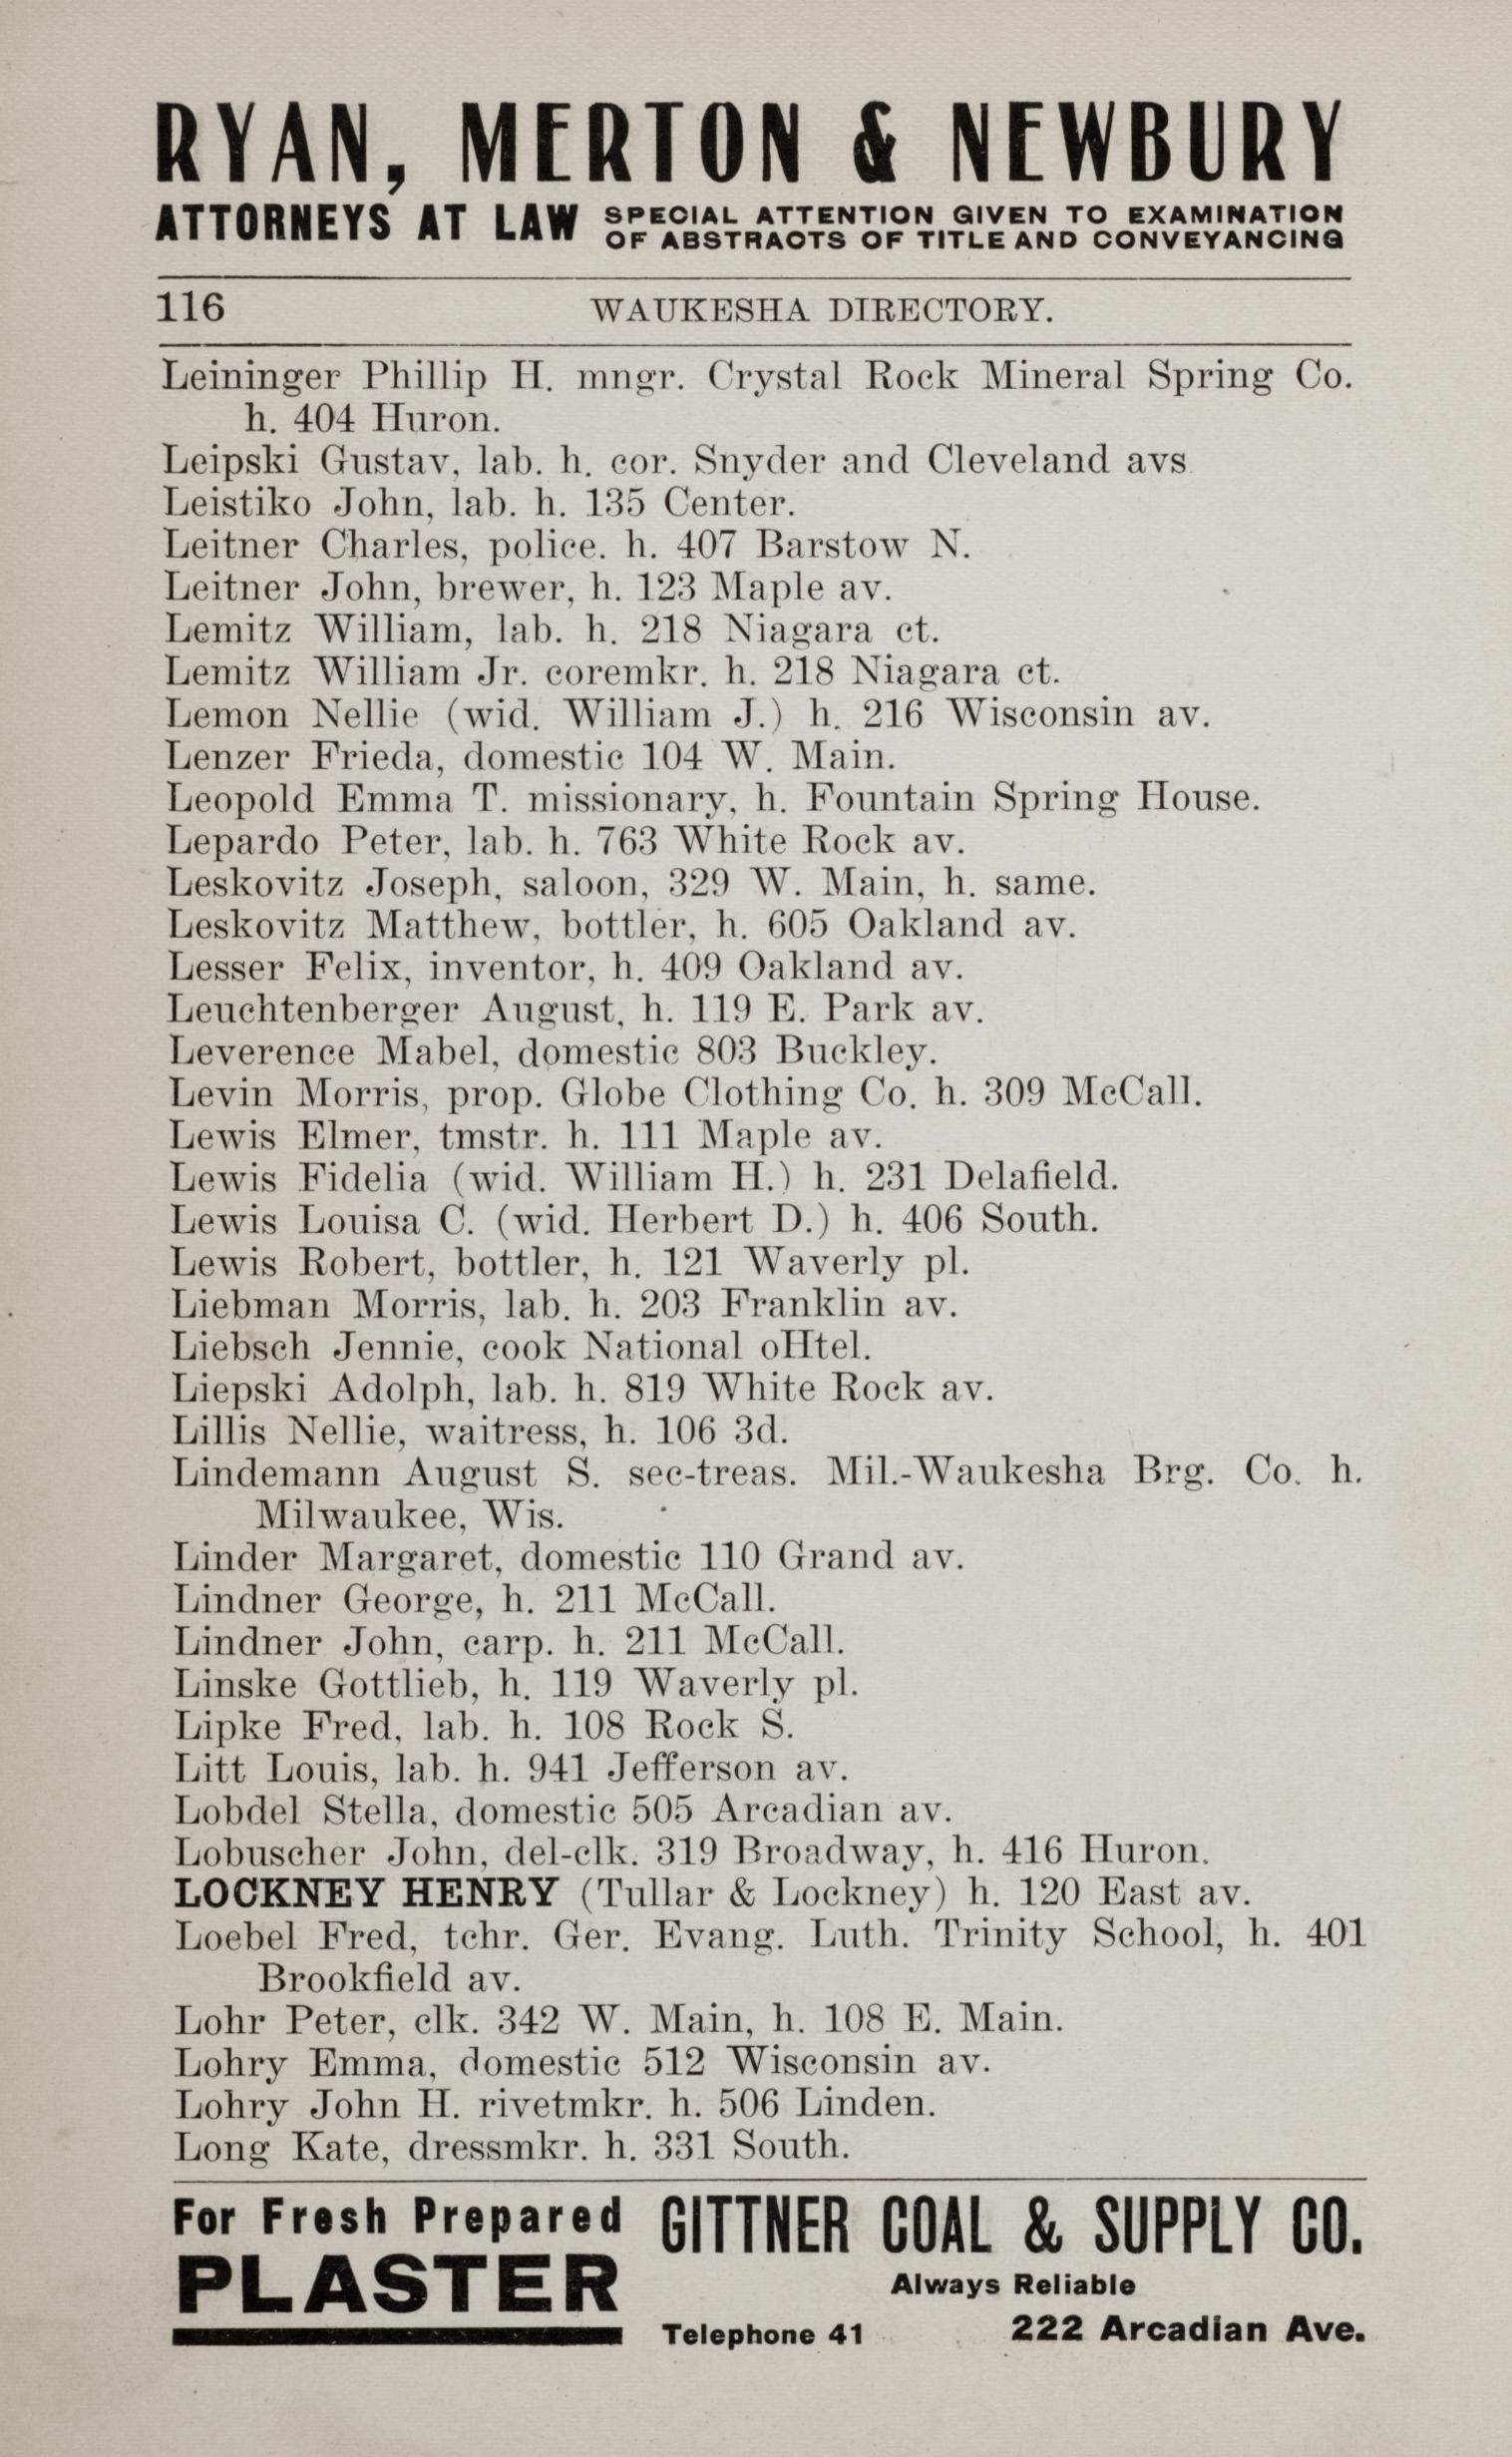 RYAN, MERTON & NEWBURY
ATTORNEYS AT LAW SPECIAL ATTENTION GIVEN TO EXAMINATION
OF ABSTRACTS OF TITLE AND CONVEYANCING
116 WAUKESHA DIRECTORY.
Leininger Phillip H. mngr. Crystal Rock Mineral Spring Co.
h. 404 Huron.
Leipski Gustav, lab. h. cor. Snyder and Cleveland avs.
Leistiko John, lab. h. 135 Center.
Leitner Charles, police. h. 407 Barstow N.
Leitner John, brewer, h. 123 Maple av.
Lemitz William, lab. h. 218 Niagara ct.
Lemitz William Jr. coremkr. h. 218 Niagara ct.
Lemon Nellie (wid. William J.) h. 216 Wisconsin av.
Lenzer Frieda, domestic 104 W. Main.
Leopold Emma T. missionary, h. Fountain Spring House.
Lepardo Peter, lab. h. 763 White Rock av.
Leskovitz Joseph, saloon, 329 W. Main, h. same.
Leskovitz Matthew, bottler, h. 605 Oakland av.
Lesser Felix, inventor, h. 409 Oakland av.
Leuchtenberger August, h. 119 E. Park av.
Leverence Mabel, domestic 803 Buckley.
Levin Morris, prop. Globe Clothing Co. h. 309 McCall.
Lewis Elmer, tmstr. h. 111 Maple av.
Lewis Fidelia (wid. William H.) h. 231 Delafield.
Lewis Louisa C. (wid. Herbert D.) h. 406 South.
Lewis Robert, bottler, h. 121 Waverly pl.
Liebman Morris, lab. h. 203 Franklin av.
Liebsch Jennie, cook National oHtel.
Liepski Adolph, lab. h. 819 White Rock av.
Lillis Nellie, waitress, h. 106 3d.
Lindemann August S. sec-treas. Mil.-Waukesha Brg. Co. h.
Milwaukee, Wis.
Linder Margaret, domestic 110 Grand av.
Lindner George, h. 211 McCall.
Lindner John, carp. h. 211 McCall.
Linske Gottlieb, h. 119 Waverly pl.
Lipke Fred, lab. h. 108 Rock S.
Litt Louis, lab. h. 941 Jefferson av.
Lobdel Stella, domestic 505 Arcadian av.
Lobuscher John, del-clk. 319 Broadway, h. 416 Huron.
LOCKNEY HENRY (Tullar & Lockney) h. 120 East av.
Loebel Fred, tchr. Ger. Evang. Luth. Trinity School, h. 401
Brookfield av.
Lohr Peter, clk. 342 W. Main, h. 108 E. Main.
Lohry Emma, domestic 512 Wisconsin av.
Lohry John H. rivetmkr. h. 506 Linden.
Long Kate, dressmkr. h. 331 South.
For Fresh Prepared GITTNER COAL & SUPPLY CO.
PLASTER Always Reliable
Telephone 41 222 Arcadian Ave.